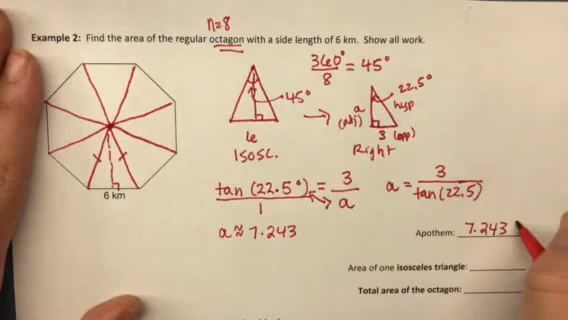 n=8
Example 2: Find the area of the regular octagon with a side length of 6 km. Show all work.
360°/8 = 45°
45°
6
ISOSC.
22.5°
a
(adj)
hyp
3 (opp)
Right
6 km
tan (22.5°)/1 = 3/a
a = 3/tan(22.5)
a ≈ 7.243
Apothem: 7.243
Area of one isosceles triangle:
Total area of the octagon: